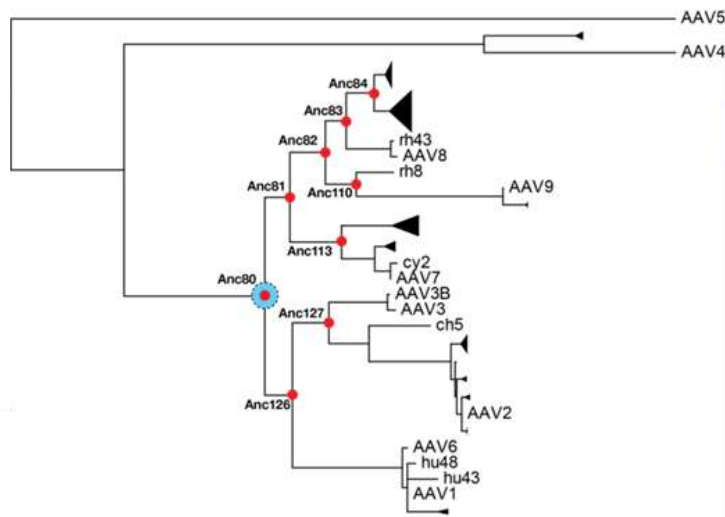 AAV5
AAV4
Anc84
Anc83
Anc82
rh43
AAV8
rh8
Anc110
AAV9
Anc81
Anc113
cy2
AAV7
Anc80
AAV3B
AAV3
Anc127
ch5
Anc126
AAV2
AAV6
hu48
hu43
AAV1